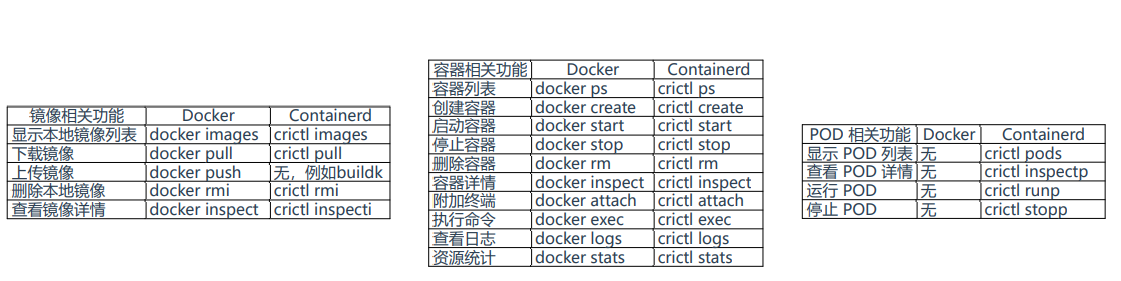 镜像相关功能 Docker Containerd
显示本地镜像列表 docker images crictl images
下载镜像 docker pull crictl pull
上传镜像 docker push 无，例如buildk
删除本地镜像 docker rmi crictl rmi
查看镜像详情 docker inspect crictl inspecti
容器相关功能 Docker Containerd
容器列表 docker ps crictl ps
创建容器 docker create crictl create
启动容器 docker start crictl start
停止容器 docker stop crictl stop
删除容器 docker rm crictl rm
容器详情 docker inspect crictl inspect
附加终端 docker attach crictl attach
执行命令 docker exec crictl exec
查看日志 docker logs crictl logs
资源统计 docker stats crictl stats
POD 相关功能 Docker Containerd
显示 POD 列表 无 crictl pods
查看 POD 详情 无 crictl inspectp
运行 POD 无 crictl runp
停止 POD 无 crictl stopp